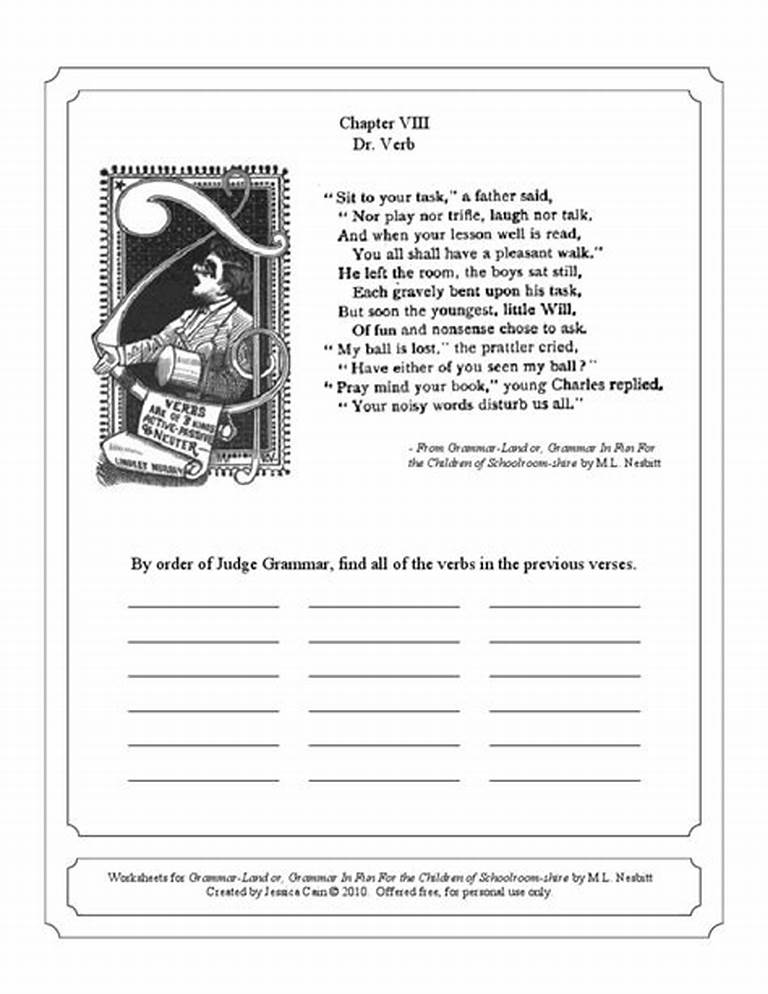 Chapter VIII
Dr. Verb
"Sit to your task," a father said,
"Nor play nor trifle, laugh nor talk.
And when your lesson well is read,
You all shall have a pleasant walk."
He left the room, the boys sat still,
Each gravely bent upon his task,
But soon the youngest, little Will,
Of fun and nonsense chose to ask.
"My ball is lost," the prattler cried,
"Have either of you seen my ball?"
"Pray mind your book," young Charles replied,
"Your noisy words disturb us all."
VERBS
ARE OF 3 KINDS
ACTIVE-PASSIVE
& NEUTER
LINDLEY MURRAY
- From Grammar-Land or, Grammar In Fun For
the Children of Schoolroom-shire by M.L. Nesbitt
By order of Judge Grammar, find all of the verbs in the previous verses.
Worksheets for Grammar-Land or, Grammar In Fun For the Children of Schoolroom-shire by M.L. Nesbitt
Created by Jessica Cain © 2010. Offered free, for personal use only.